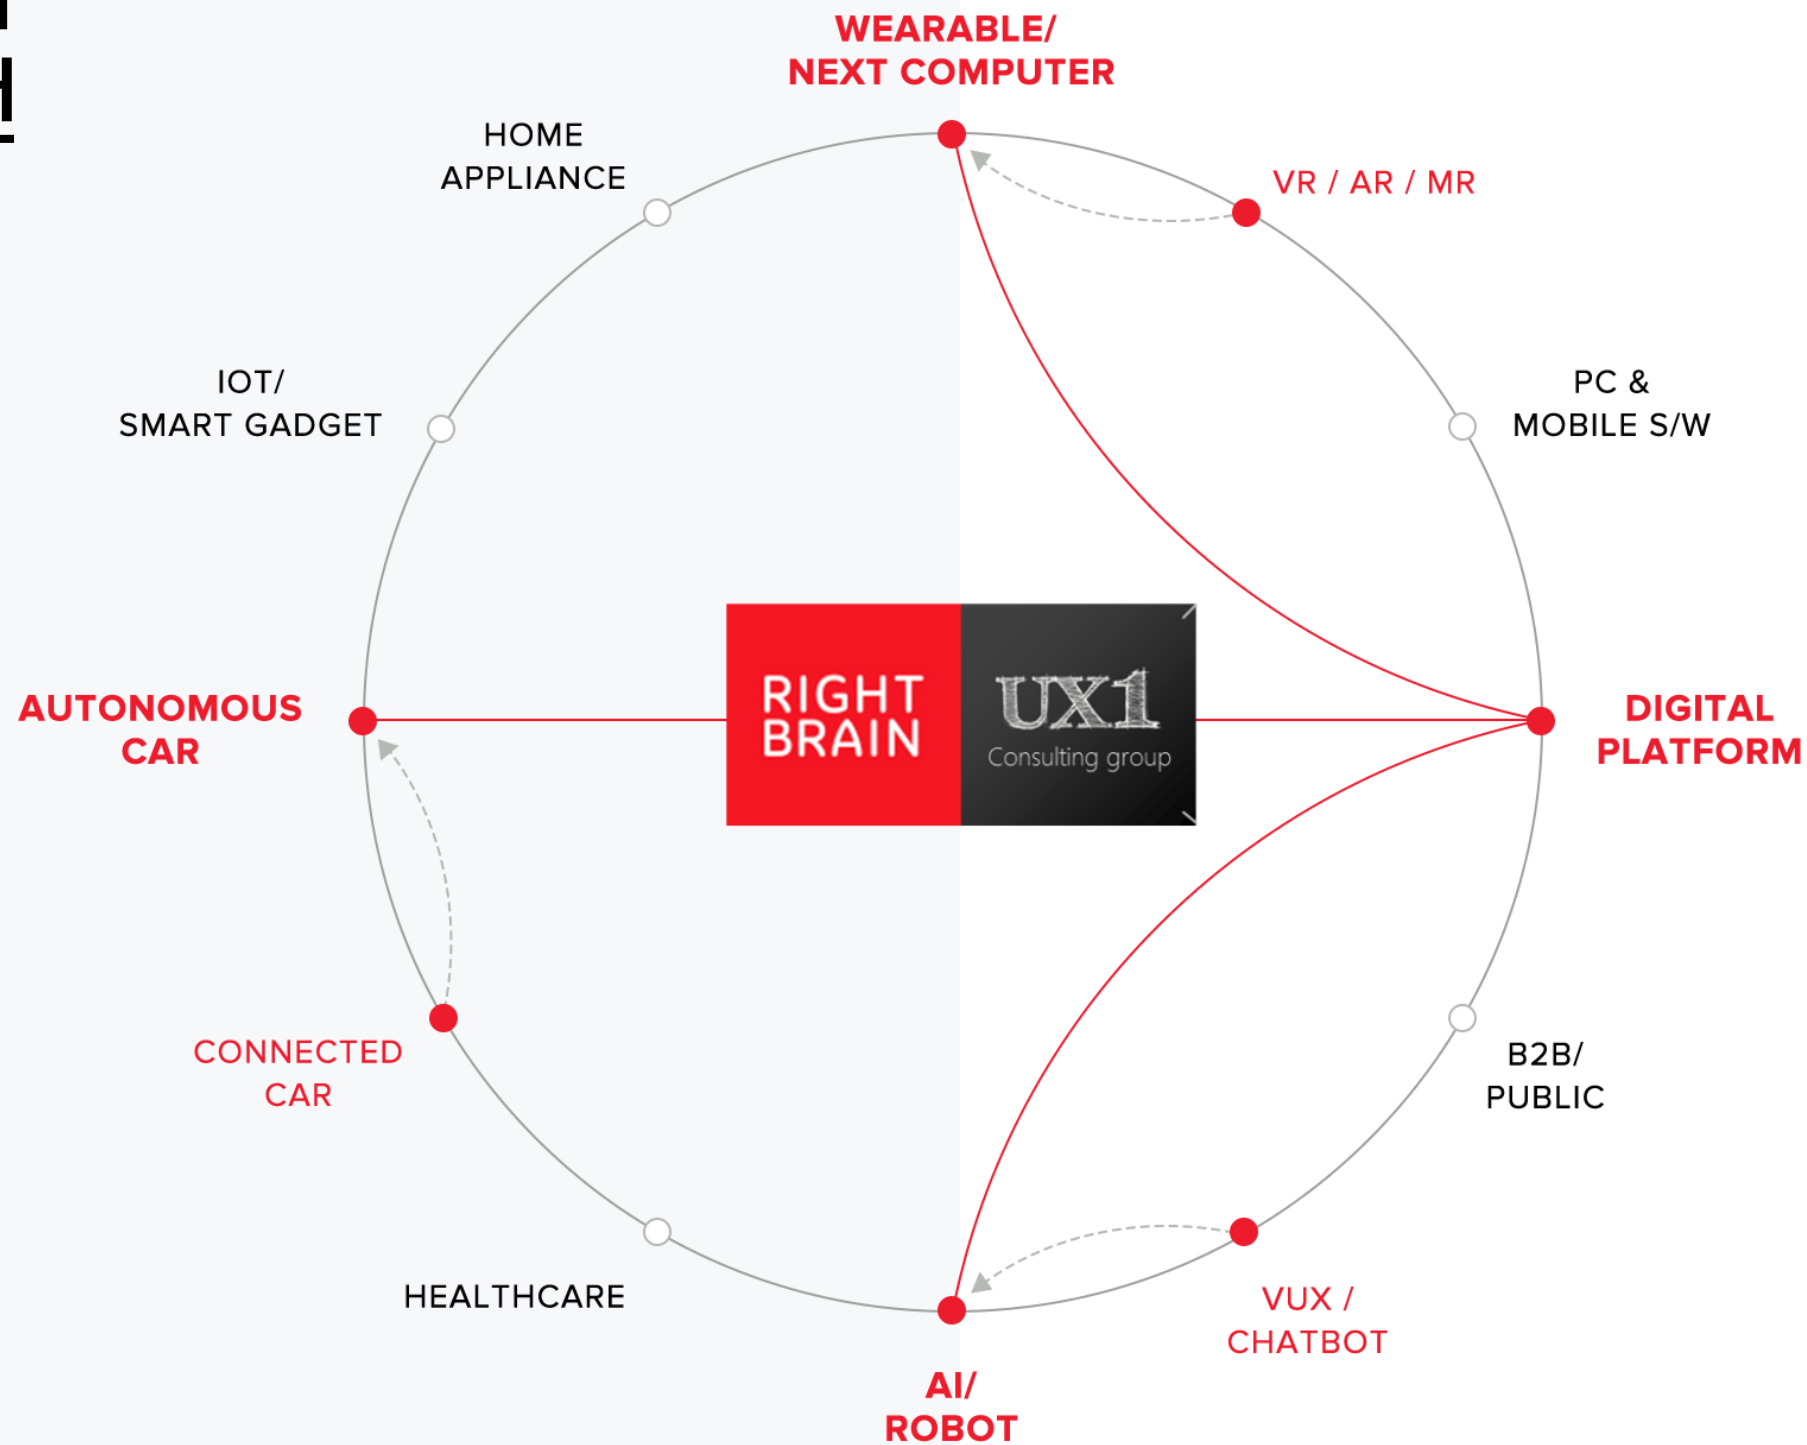 WEARABLE/
NEXT COMPUTER
HOME
APPLIANCE
VR / AR / MR
IOT/
SMART GADGET
PC &
MOBILE S/W
AUTONOMOUS
CAR
RIGHT
BRAIN
UX1
Consulting group
DIGITAL
PLATFORM
CONNECTED
CAR
B2B/
PUBLIC
HEALTHCARE
VUX /
CHATBOT
AI/
ROBOT